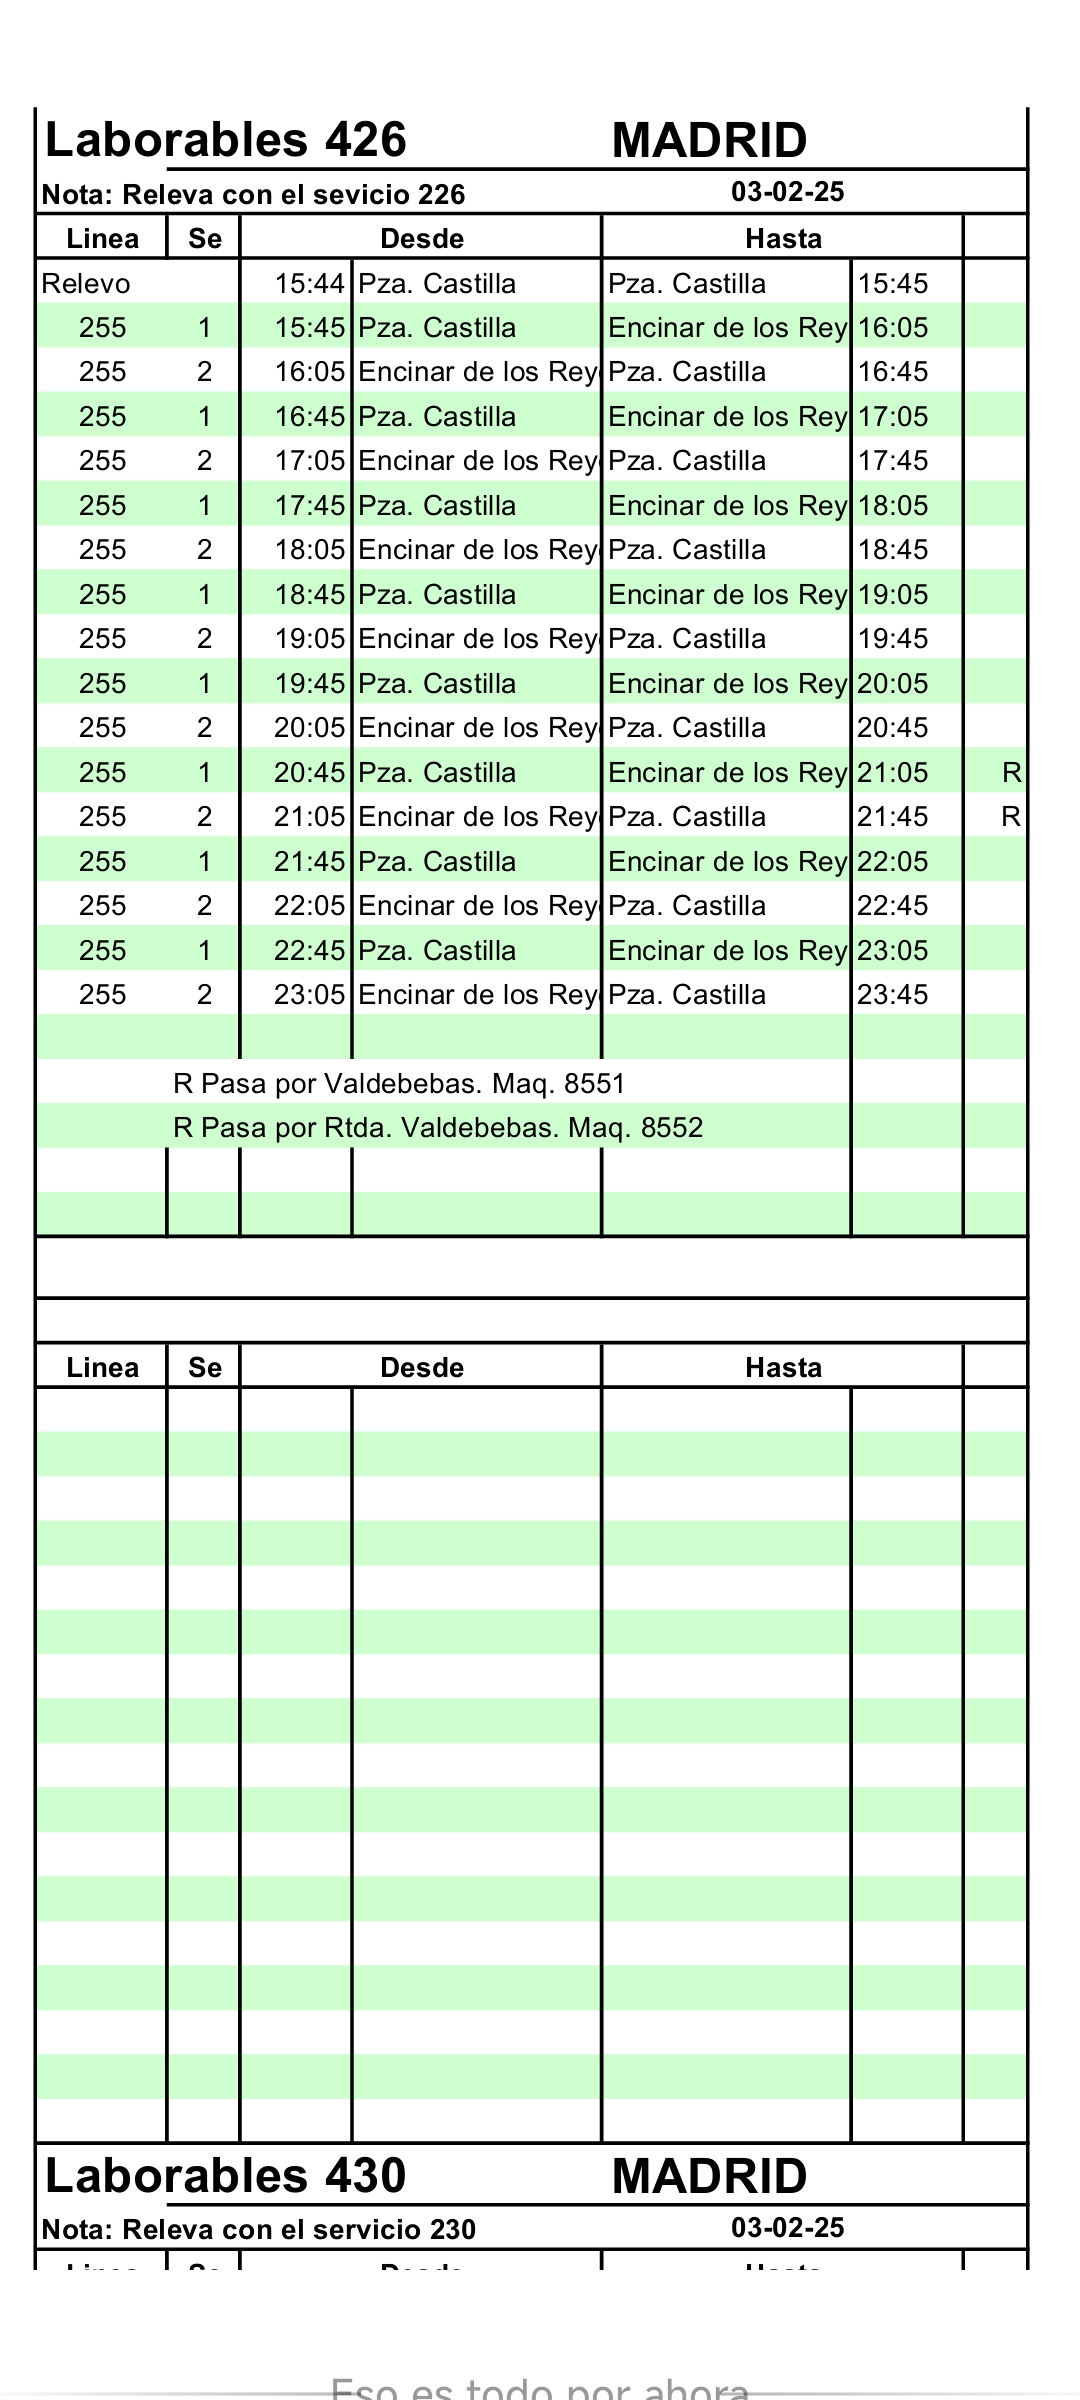 Laborables 426 MADRID
Nota: Releva con el sevicio 226 03-02-25
Linea Se Desde Hasta
Relevo 15:44 Pza. Castilla Pza. Castilla 15:45
255 1 15:45 Pza. Castilla Encinar de los Rey 16:05
255 2 16:05 Encinar de los Rey Pza. Castilla 16:45
255 1 16:45 Pza. Castilla Encinar de los Rey 17:05
255 2 17:05 Encinar de los Rey Pza. Castilla 17:45
255 1 17:45 Pza. Castilla Encinar de los Rey 18:05
255 2 18:05 Encinar de los Rey Pza. Castilla 18:45
255 1 18:45 Pza. Castilla Encinar de los Rey 19:05
255 2 19:05 Encinar de los Rey Pza. Castilla 19:45
255 1 19:45 Pza. Castilla Encinar de los Rey 20:05
255 2 20:05 Encinar de los Rey Pza. Castilla 20:45
255 1 20:45 Pza. Castilla Encinar de los Rey 21:05 R
255 2 21:05 Encinar de los Rey Pza. Castilla 21:45 R
255 1 21:45 Pza. Castilla Encinar de los Rey 22:05
255 2 22:05 Encinar de los Rey Pza. Castilla 22:45
255 1 22:45 Pza. Castilla Encinar de los Rey 23:05
255 2 23:05 Encinar de los Rey Pza. Castilla 23:45
R Pasa por Valdebebas. Maq. 8551
R Pasa por Rtda. Valdebebas. Maq. 8552
Linea Se Desde Hasta
Laborables 430 MADRID
Nota: Releva con el servicio 230 03-02-25
Linea Se Desde Hasta
Eso es todo por ahora